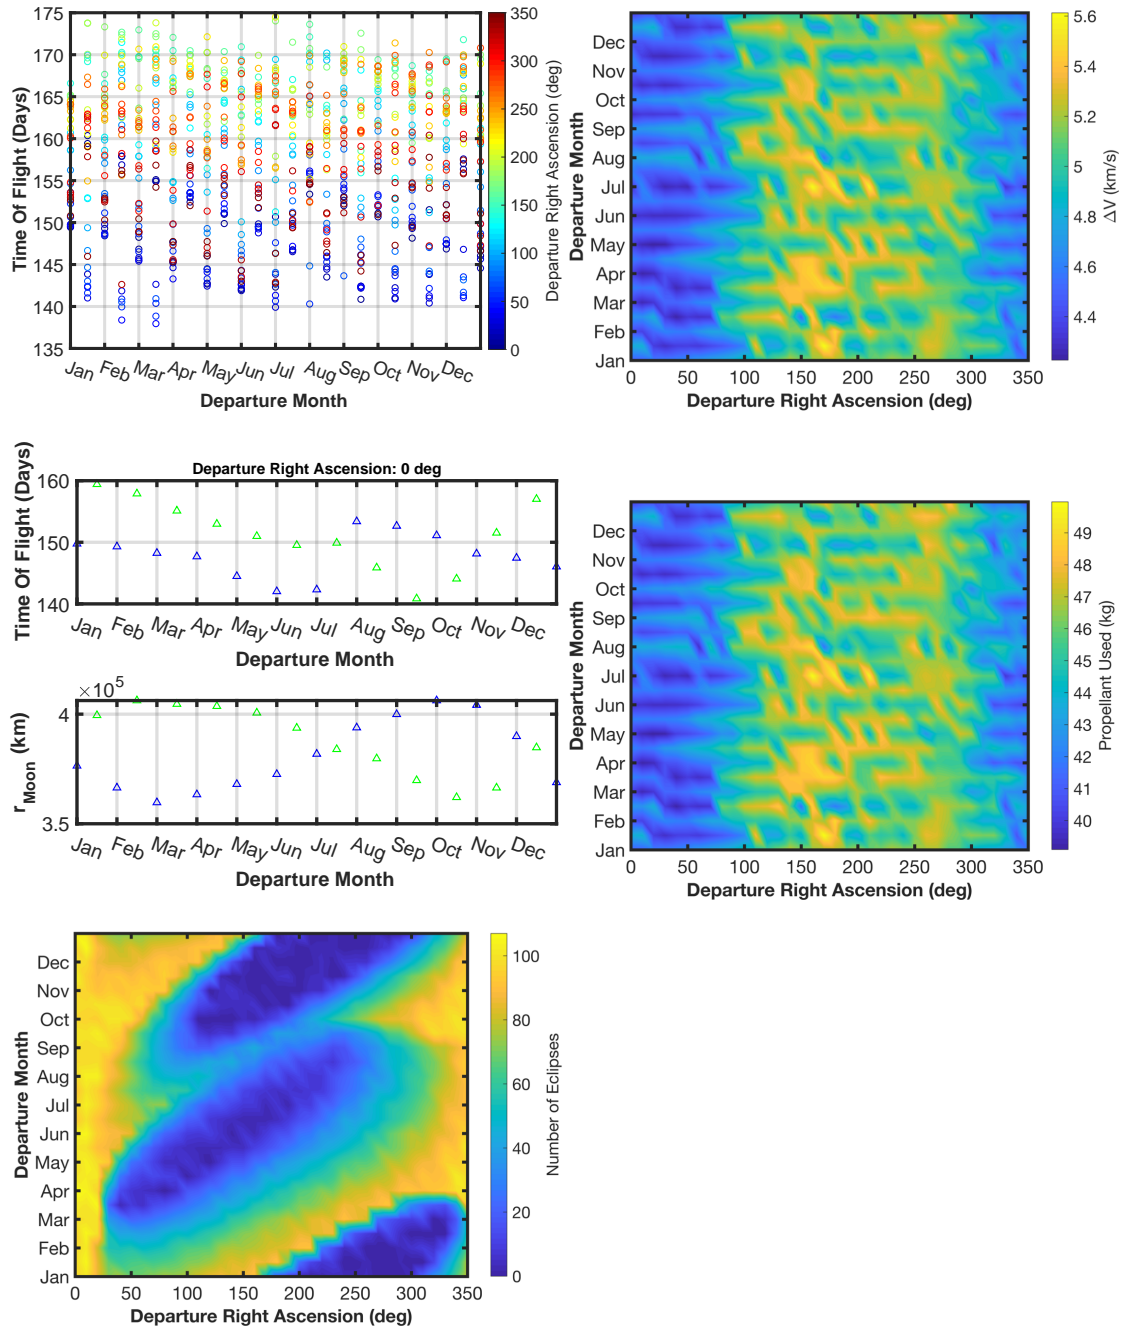 175
170
165
160
155
150
145
140
135
Time Of Flight (Days)
Jan Feb Mar Apr May Jun Jul Aug Sep Oct Nov Dec
Departure Month
350
300
250
200
150
100
50
0
Departure Right Ascension (deg)
Dec
Nov
Oct
Sep
Aug
Jul
Jun
May
Apr
Mar
Feb
Jan
Departure Month
0 50 100 150 200 250 300 350
Departure Right Ascension (deg)
5.6
5.4
5.2
5
4.8
4.6
4.4
ΔV (km/s)
Departure Right Ascension: 0 deg
160
150
140
Time Of Flight (Days)
Jan Feb Mar Apr May Jun Jul Aug Sep Oct Nov Dec
Departure Month
×10^5
4
3.5
r_Moon (km)
Jan Feb Mar Apr May Jun Jul Aug Sep Oct Nov Dec
Departure Month
Dec
Nov
Oct
Sep
Aug
Jul
Jun
May
Apr
Mar
Feb
Jan
Departure Month
0 50 100 150 200 250 300 350
Departure Right Ascension (deg)
49
48
47
46
45
44
43
42
41
40
Propellant Used (kg)
Dec
Nov
Oct
Sep
Aug
Jul
Jun
May
Apr
Mar
Feb
Jan
Departure Month
0 50 100 150 200 250 300 350
Departure Right Ascension (deg)
100
80
60
40
20
0
Number of Eclipses